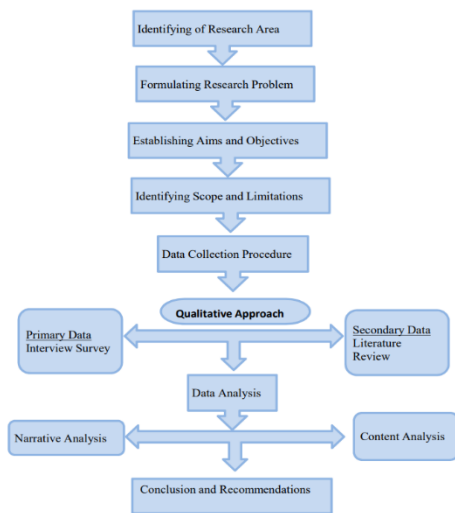 Identifying of Research Area
Formulating Research Problem
Establishing Aims and Objectives
Identifying Scope and Limitations
Data Collection Procedure
Qualitative Approach
Primary Data
Interview Survey
Secondary Data
Literature
Review
Data Analysis
Narrative Analysis
Content Analysis
Conclusion and Recommendations